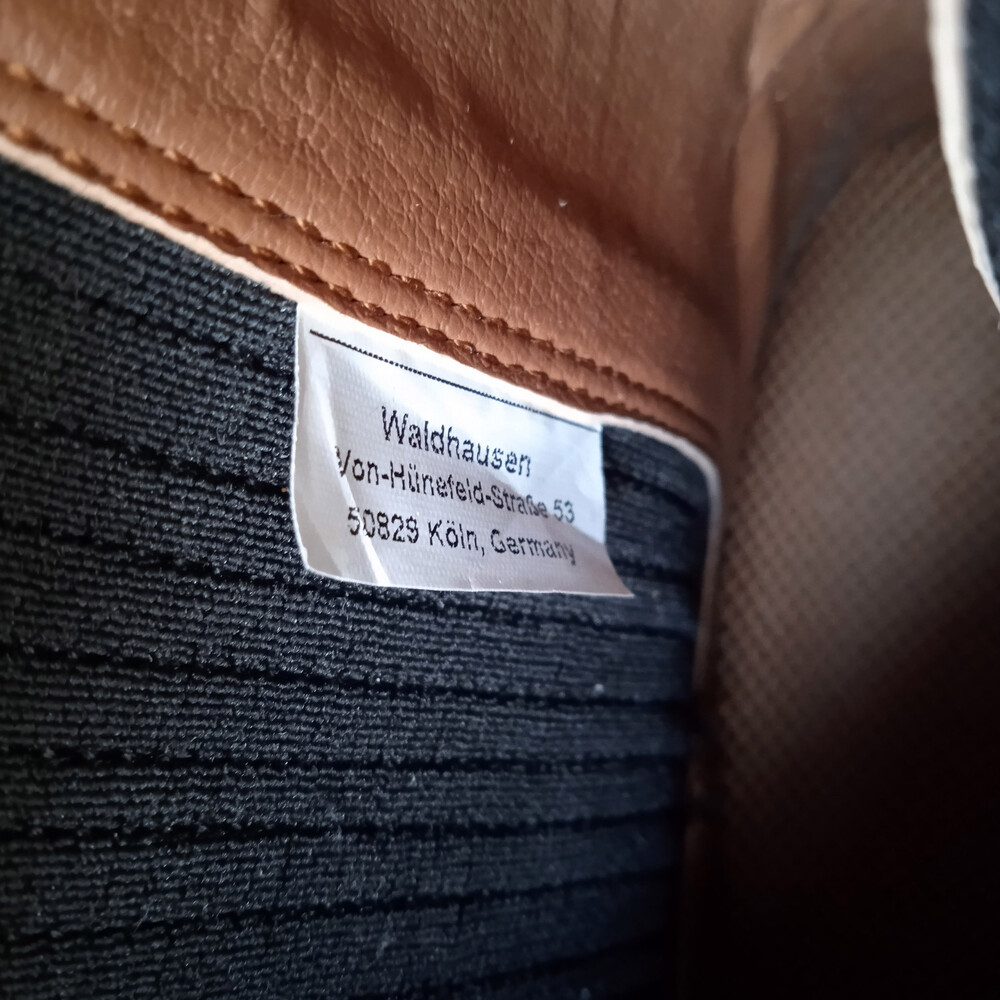 Waldhausen
Von-Hünefeld-Straße 53
50829 Köln, Germany